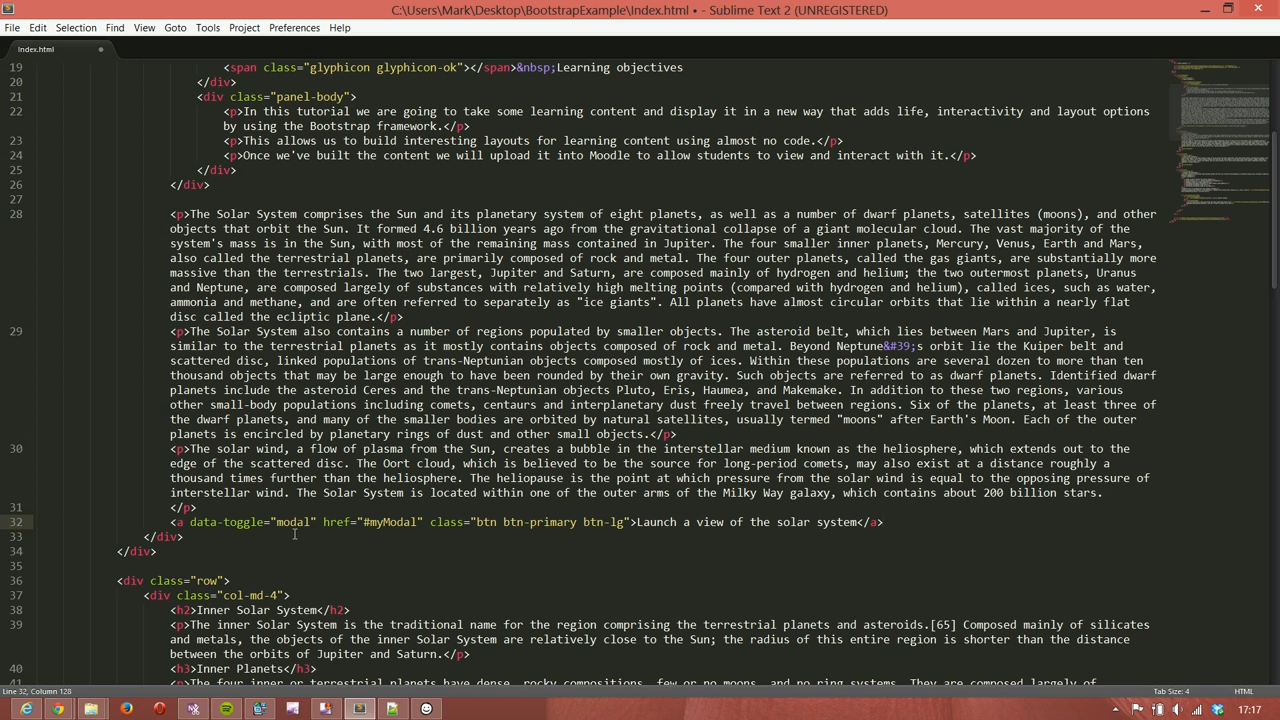 C:\Users\Mark\Desktop\BootstrapExample\Index.html • - Sublime Text 2 (UNREGISTERED)
File Edit Selection Find View Goto Tools Project Preferences Help
Index.html
19 <span class="glyphicon glyphicon-ok"></span>&nbsp;Learning objectives
20 </div>
21 <div class="panel-body">
22 <p>In this tutorial we are going to take some learning content and display it in a new way that adds life, interactivity and layout options
by using the Bootstrap framework.</p>
23 <p>This allows us to build interesting layouts for learning content using almost no code.</p>
24 <p>Once we've built the content we will upload it into Moodle to allow students to view and interact with it.</p>
25 </div>
26 </div>
27
28 <p>The Solar System comprises the Sun and its planetary system of eight planets, as well as a number of dwarf planets, satellites (moons), and other
objects that orbit the Sun. It formed 4.6 billion years ago from the gravitational collapse of a giant molecular cloud. The vast majority of the
system's mass is in the Sun, with most of the remaining mass contained in Jupiter. The four smaller inner planets, Mercury, Venus, Earth and Mars,
also called the terrestrial planets, are primarily composed of rock and metal. The four outer planets, called the gas giants, are substantially more
massive than the terrestrials. The two largest, Jupiter and Saturn, are composed mainly of hydrogen and helium; the two outermost planets, Uranus
and Neptune, are composed largely of substances with relatively high melting points (compared with hydrogen and helium), called ices, such as water,
ammonia and methane, and are often referred to separately as "ice giants". All planets have almost circular orbits that lie within a nearly flat
disc called the ecliptic plane.</p>
29 <p>The Solar System also contains a number of regions populated by smaller objects. The asteroid belt, which lies between Mars and Jupiter, is
similar to the terrestrial planets as it mostly contains objects composed of rock and metal. Beyond Neptune&#39;s orbit lie the Kuiper belt and
scattered disc, linked populations of trans-Neptunian objects composed mostly of ices. Within these populations are several dozen to more than ten
thousand objects that may be large enough to have been rounded by their own gravity. Such objects are referred to as dwarf planets. Identified dwarf
planets include the asteroid Ceres and the trans-Neptunian objects Pluto, Eris, Haumea, and Makemake. In addition to these two regions, various
other small-body populations including comets, centaurs and interplanetary dust freely travel between regions. Six of the planets, at least three of
the dwarf planets, and many of the smaller bodies are orbited by natural satellites, usually termed "moons" after Earth's Moon. Each of the outer
planets is encircled by planetary rings of dust and other small objects.</p>
30 <p>The solar wind, a flow of plasma from the Sun, creates a bubble in the interstellar medium known as the heliosphere, which extends out to the
edge of the scattered disc. The Oort cloud, which is believed to be the source for long-period comets, may also exist at a distance roughly a
thousand times further than the heliosphere. The heliopause is the point at which pressure from the solar wind is equal to the opposing pressure of
interstellar wind. The Solar System is located within one of the outer arms of the Milky Way galaxy, which contains about 200 billion stars.
31 </p>
32 <a data-toggle="modal" href="#myModal" class="btn btn-primary btn-lg">Launch a view of the solar system</a>
33 </div>
34 </div>
35
36 <div class="row">
37 <div class="col-md-4">
38 <h2>Inner Solar System</h2>
39 <p>The inner Solar System is the traditional name for the region comprising the terrestrial planets and asteroids.[65] Composed mainly of silicates
and metals, the objects of the inner Solar System are relatively close to the Sun; the radius of this entire region is shorter than the distance
between the orbits of Jupiter and Saturn.</p>
40 <h3>Inner Planets</h3>
41 <p>The four inner or terrestrial planets have dense, rocky compositions, few or no moons, and no ring systems. They are composed largely of
Line 32, Column 128
Tab Size: 4 HTML
17:17